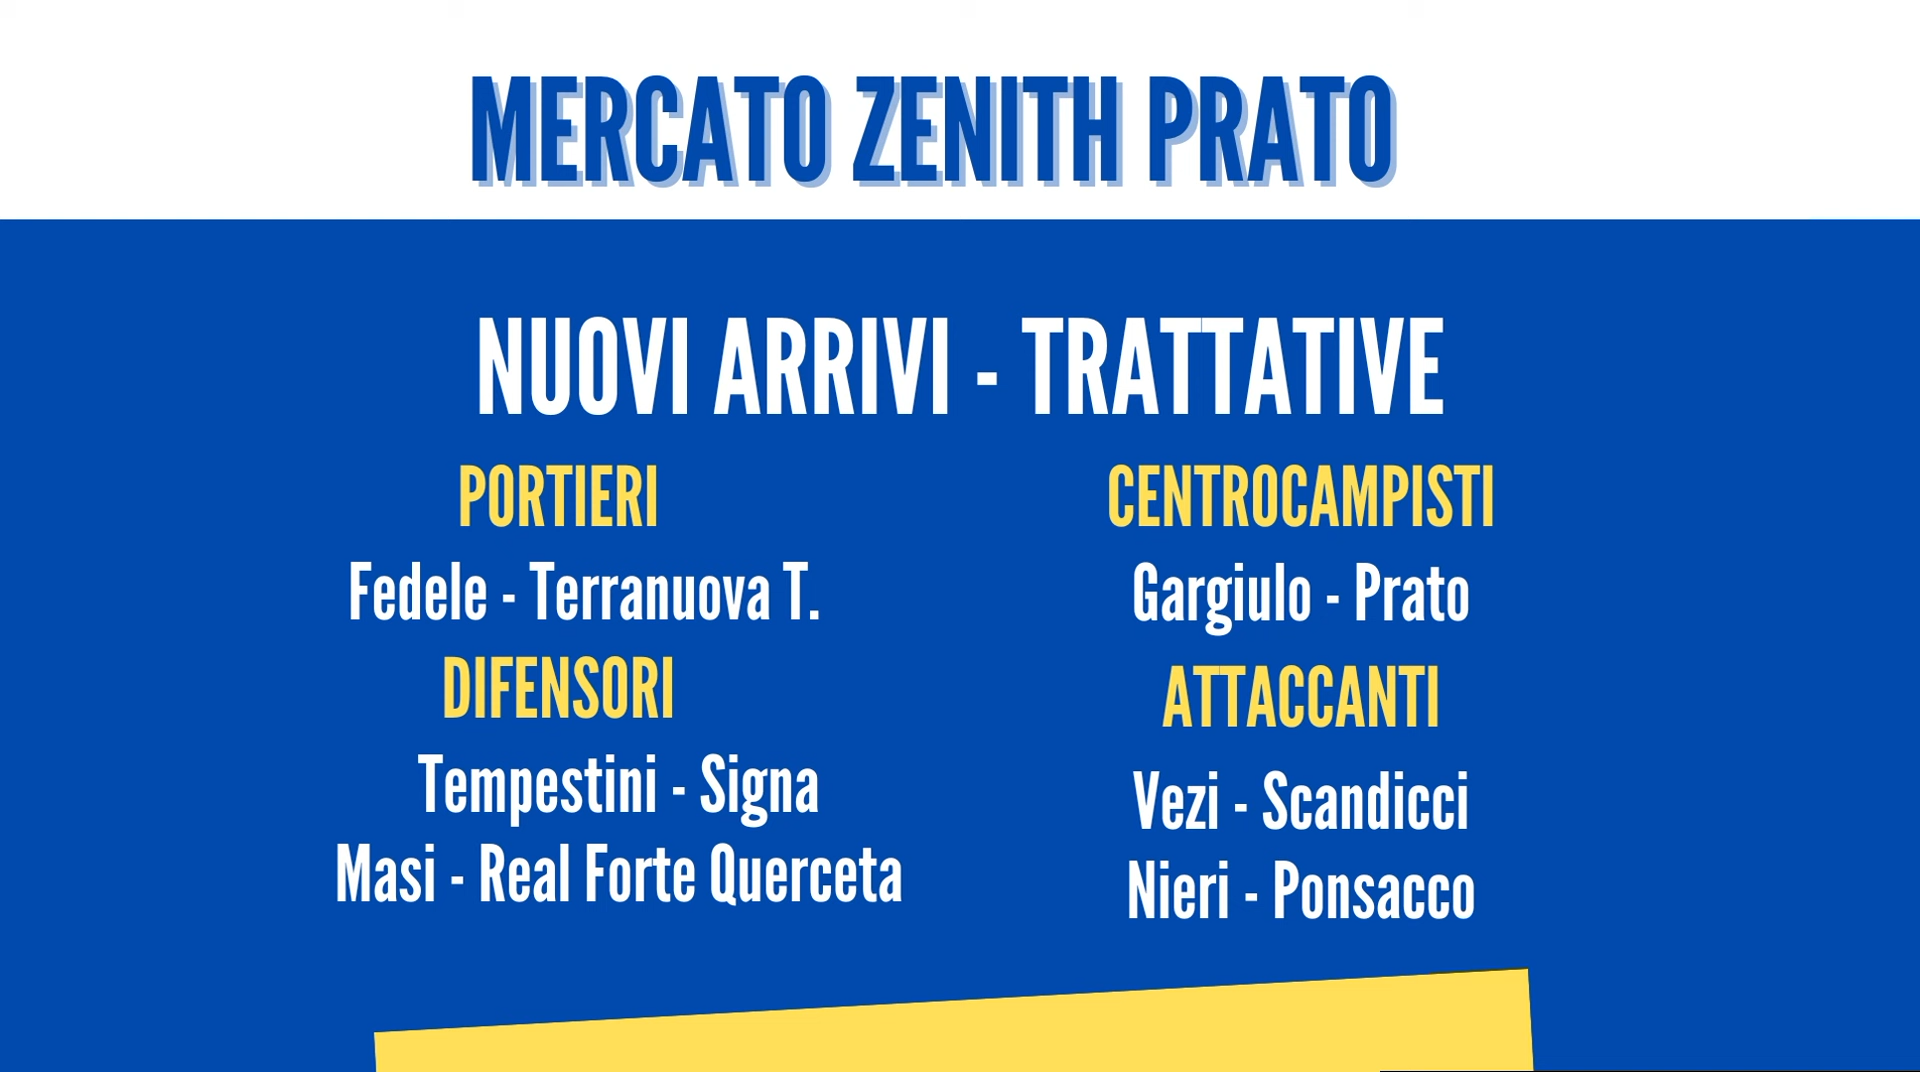 MERCATO ZENITH PRATO
NUOVI ARRIVI - TRATTATIVE
PORTIERI
Fedele - Terranuova T.
DIFENSORI
Tempestini - Signa
Masi - Real Forte Querceta
CENTROCAMPISTI
Gargiulo - Prato
ATTACCANTI
Vezi - Scandicci
Nieri - Ponsacco